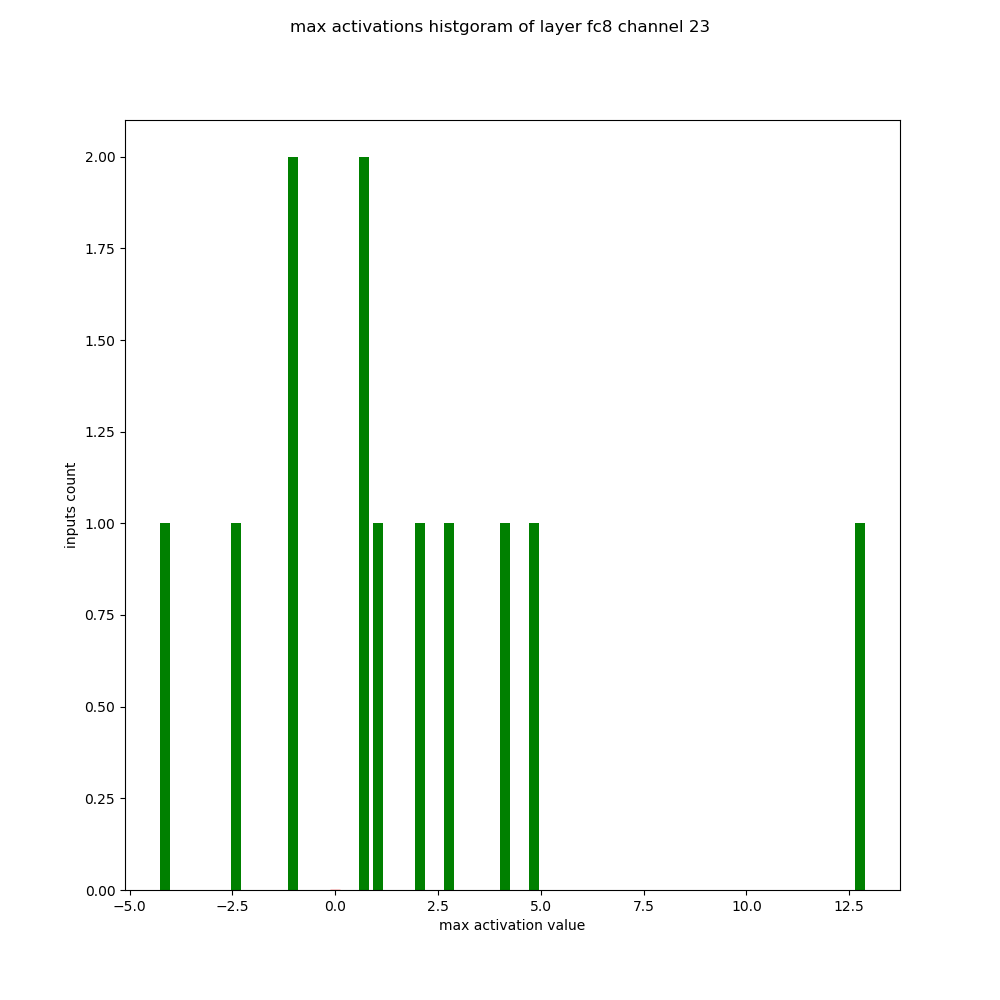 max activations histgoram of layer fc8 channel 23
2.00
1.75
1.50
1.25
1.00
0.75
0.50
0.25
0.00
inputs count
−5.0 −2.5 0.0 2.5 5.0 7.5 10.0 12.5
max activation value